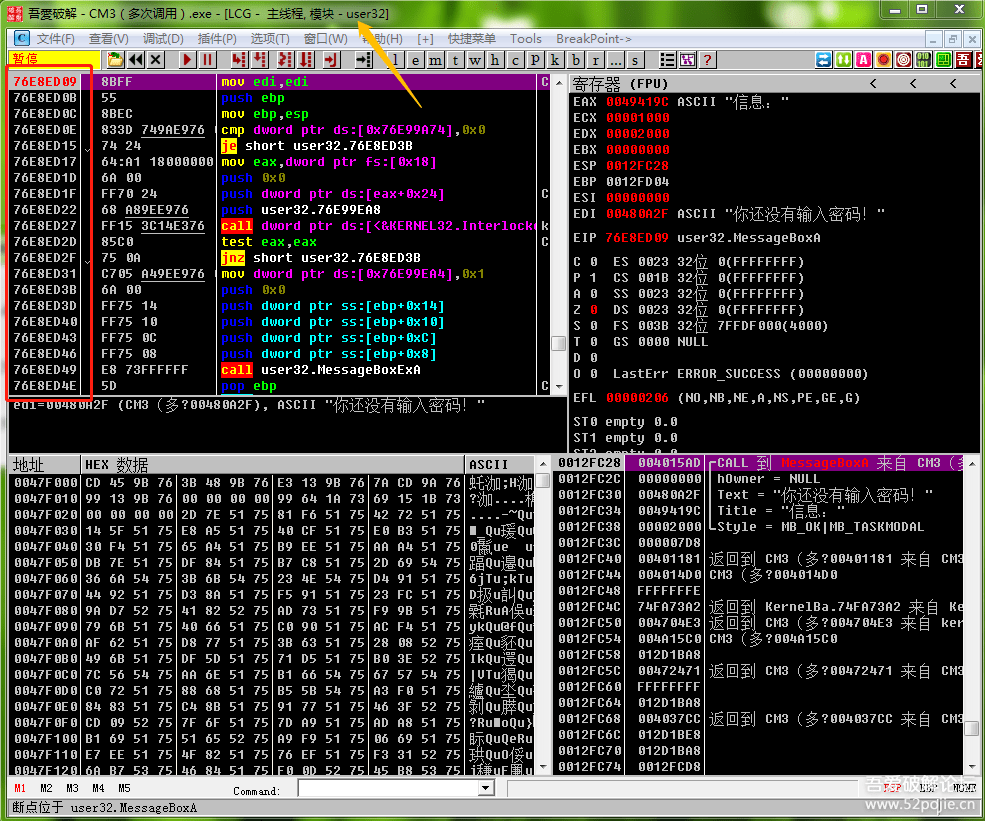 吾愛破解 - CM3（多次调用）.exe - [LCG - 主线程, 模块 - user32]
文件(F) 查看(V) 调试(D) 插件(P) 选项(T) 窗口(W) 帮助(H) [+] 快捷菜单 Tools BreakPoint->
暂停
l e m t w h c p k b r ... s
76E8ED09 8BFF mov edi,edi
76E8ED0B 55 push ebp
76E8ED0C 8BEC mov ebp,esp
76E8ED0E 833D 749AE976 cmp dword ptr ds:[0x76E99A74],0x0
76E8ED15 74 24 je short user32.76E8ED3B
76E8ED17 64:A1 18000000 mov eax,dword ptr fs:[0x18]
76E8ED1D 6A 00 push 0x0
76E8ED1F FF70 24 push dword ptr ds:[eax+0x24]
76E8ED22 68 A89EE976 push user32.76E99EA8
76E8ED27 FF15 3C14E376 call dword ptr ds:[<&KERNEL32.Interlock
76E8ED2D 85C0 test eax,eax
76E8ED2F 75 0A jnz short user32.76E8ED3B
76E8ED31 C705 A49EE976 mov dword ptr ds:[0x76E99EA4],0x1
76E8ED3B 6A 00 push 0x0
76E8ED3D FF75 14 push dword ptr ss:[ebp+0x14]
76E8ED40 FF75 10 push dword ptr ss:[ebp+0x10]
76E8ED43 FF75 0C push dword ptr ss:[ebp+0xC]
76E8ED46 FF75 08 push dword ptr ss:[ebp+0x8]
76E8ED49 E8 73FFFFFF call user32.MessageBoxExA
76E8ED4E 5D pop ebp
edi=00480A2F (CM3（多?00480A2F), ASCII "你还没有输入密码！"
寄存器 (FPU)
EAX 0049419C ASCII "信息："
ECX 00001000
EDX 00002000
EBX 00000000
ESP 0012FC28
EBP 0012FD04
ESI 00000000
EDI 00480A2F ASCII "你还没有输入密码！"
EIP 76E8ED09 user32.MessageBoxA
C 0 ES 0023 32位 0(FFFFFFFF)
P 1 CS 001B 32位 0(FFFFFFFF)
A 0 SS 0023 32位 0(FFFFFFFF)
Z 0 DS 0023 32位 0(FFFFFFFF)
S 0 FS 003B 32位 7FFDF000(4000)
T 0 GS 0000 NULL
D 0
O 0 LastErr ERROR_SUCCESS (00000000)
EFL 00000206 (NO,NB,NE,A,NS,PE,GE,G)
ST0 empty 0.0
ST1 empty 0.0
地址 HEX 数据 ASCII
0047F000 CD 45 9B 76 3B 48 9B 76 E3 13 9B 76 7A CD 9A 76
0047F010 99 13 9B 76 00 00 00 00 99 64 1A 73 69 15 1B 73
0047F020 00 00 00 00 2D 7E 51 75 81 F6 51 75 42 72 51 75
0047F030 14 5F 51 75 E8 A5 51 75 40 CF 51 75 E0 B3 51 75
0047F040 30 F4 51 75 65 A4 51 75 B9 EE 51 75 AA A4 51 75
0047F050 DB 7E 51 75 DF 84 51 75 B7 C8 51 75 2D 69 54 75
0047F060 36 6A 54 75 3B 6B 54 75 23 4E 54 75 D4 91 51 75
0047F070 44 92 51 75 D3 8A 51 75 F5 91 51 75 23 FC 51 75
0047F080 9A D7 52 75 41 82 52 75 AD 73 51 75 F9 9B 51 75
0047F090 79 6B 51 75 40 66 51 75 C0 90 51 75 AC F4 51 75
0047F0A0 AF 62 51 75 D8 77 51 75 3B 63 51 75 28 08 52 75
0047F0B0 49 6B 51 75 DF 5D 51 75 71 D5 51 75 B0 3E 52 75
0047F0C0 7C 56 54 75 AA 6E 51 75 B1 66 54 75 67 57 54 75
0047F0D0 C0 72 51 75 88 68 51 75 B5 5B 54 75 A3 F0 51 75
0047F0E0 84 83 51 75 C4 8B 51 75 91 77 51 75 46 3F 52 75
0047F0F0 CD 09 52 75 7F 6F 51 75 7D A9 51 75 AD A8 51 75
0047F100 B1 69 51 75 51 65 52 75 A9 F9 51 75 06 69 51 75
0047F110 E7 EE 51 75 4F 82 51 75 76 EF 51 75 F3 31 52 75
0047F120 6A B7 53 75 46 84 51 75 F0 0D 52 75 45 B8 53 75
0012FC28 004015AD CALL 到 MessageBoxA 来自 CM3（多
0012FC2C 00000000 hOwner = NULL
0012FC30 00480A2F Text = "你还没有输入密码！"
0012FC34 0049419C Title = "信息："
0012FC38 00002000 Style = MB_OK|MB_TASKMODAL
0012FC3C 000007D8
0012FC40 00401181 返回到 CM3（多?00401181 来自 CM3
0012FC44 004014D0 CM3（多?004014D0
0012FC48 FFFFFFFE
0012FC4C 74FA73A2 返回到 KernelBa.74FA73A2 来自 Ke
0012FC50 004704E3 返回到 CM3（多?004704E3 来自 ker
0012FC54 004A15C0 CM3（多?004A15C0
0012FC58 012D1BA8
0012FC5C 00472471 返回到 CM3（多?00472471 来自 CM3
0012FC60 FFFFFFFF
0012FC64 012D1BA8
0012FC68 004037CC 返回到 CM3（多?004037CC 来自 CM3
0012FC6C 012D1BE8
0012FC70 012D1BA8
0012FC74 0012FCD8
M1 M2 M3 M4 M5 Command:
断点位于 user32.MessageBoxA
吾爱破解论坛
www.52pojie.cn